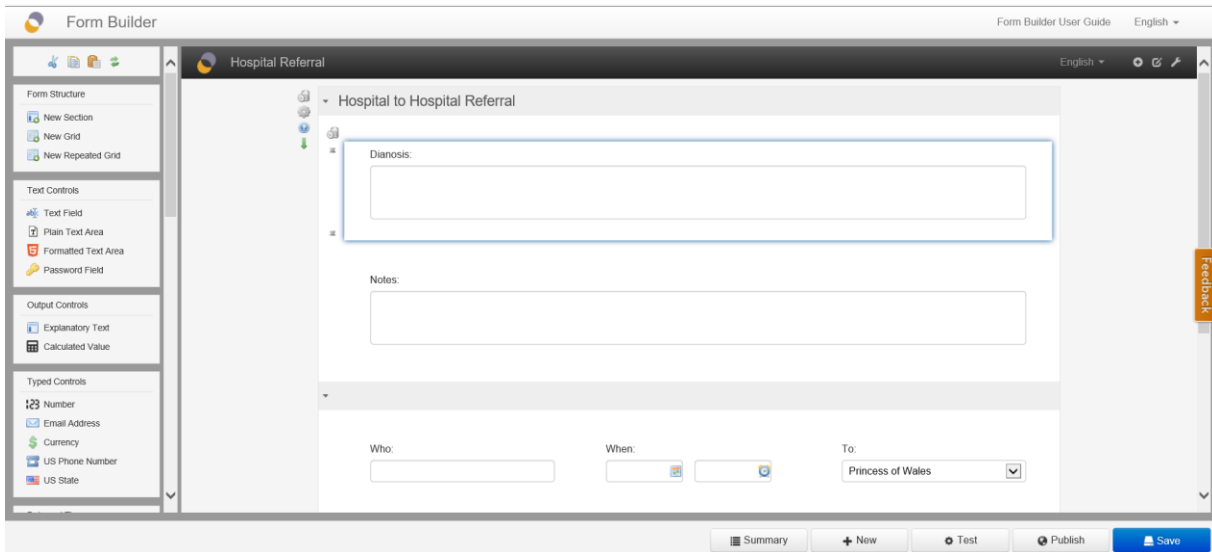 Form Builder
Form Builder User Guide English
Hospital Referral English
Form Structure
New Section
New Grid
New Repeated Grid
Text Controls
Text Field
Plain Text Area
Formatted Text Area
Password Field
Output Controls
Explanatory Text
Calculated Value
Typed Controls
123 Number
Email Address
Currency
US Phone Number
US State
Hospital to Hospital Referral
Dianosis:
Notes:
Who: When: To:
Princess of Wales
Feedback
Summary New Test Publish Save